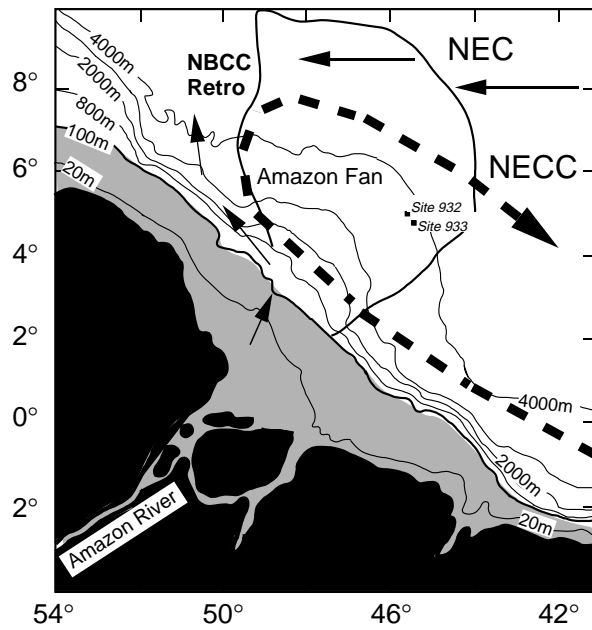 4000m
2000m
800m
100m
20m
NBCC
Retro
NEC
NECC
Amazon Fan
Site 932
Site 933
4000m
2000m
20m
Amazon River
8°
6°
4°
2°
0°
2°
54°
50°
46°
42°